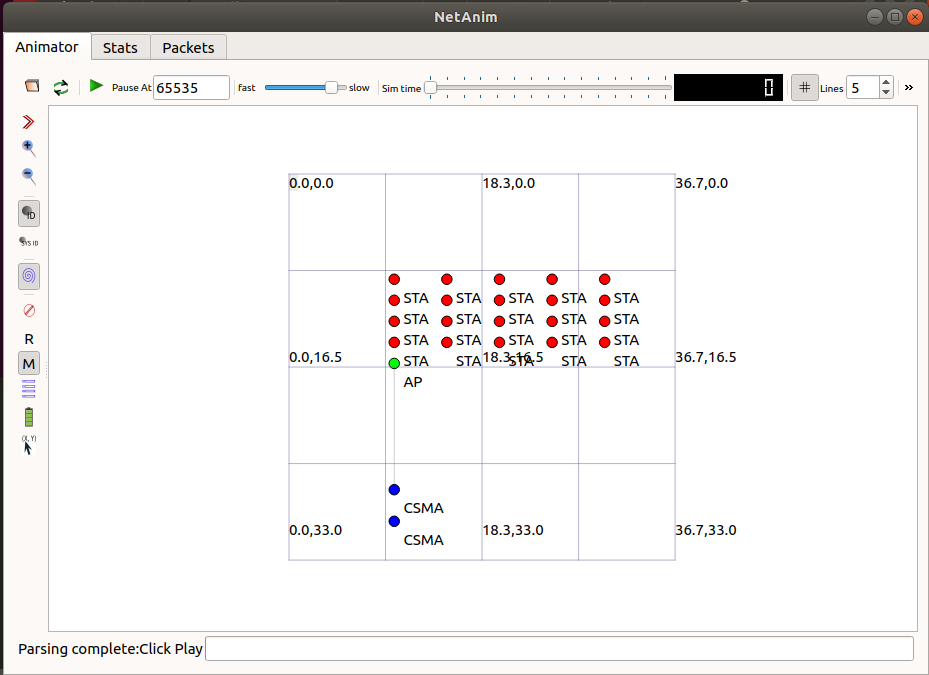 NetAnim
Animator Stats Packets
Pause At 65535 fast slow Sim time 0 # Lines 5 »
ID
SYS ID
R
M
(X, Y)
0.0,0.0 18.3,0.0 36.7,0.0
STA STA STA STA STA
STA STA STA STA STA
STA STA STA STA STA
0.0,16.5 18.3,16.5 36.7,16.5
STA STA STA STA STA
AP
CSMA
0.0,33.0 18.3,33.0 36.7,33.0
CSMA
Parsing complete:Click Play